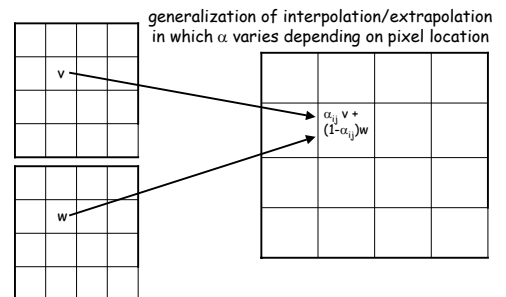 generalization of interpolation/extrapolation
in which α varies depending on pixel location
v
αij v +
(1-αij)w
w